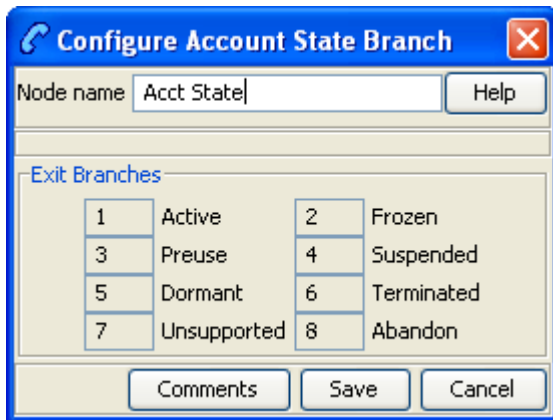 Configure Account State Branch
Node name Acct State Help
Exit Branches
1 Active 2 Frozen
3 Preuse 4 Suspended
5 Dormant 6 Terminated
7 Unsupported 8 Abandon
Comments Save Cancel